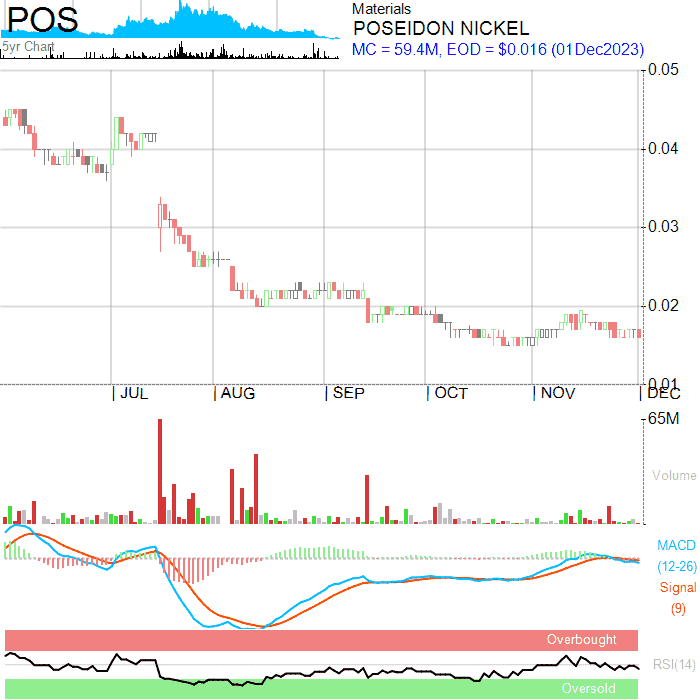 POS
5yr Chart
Materials
POSEIDON NICKEL
MC = 59.4M, EOD = $0.016 (01Dec2023)
0.05
0.04
0.03
0.02
0.01
JUL AUG SEP OCT NOV DEC
65M
Volume
MACD
(12-26)
Signal
(9)
Overbought
RSI(14)
Oversold